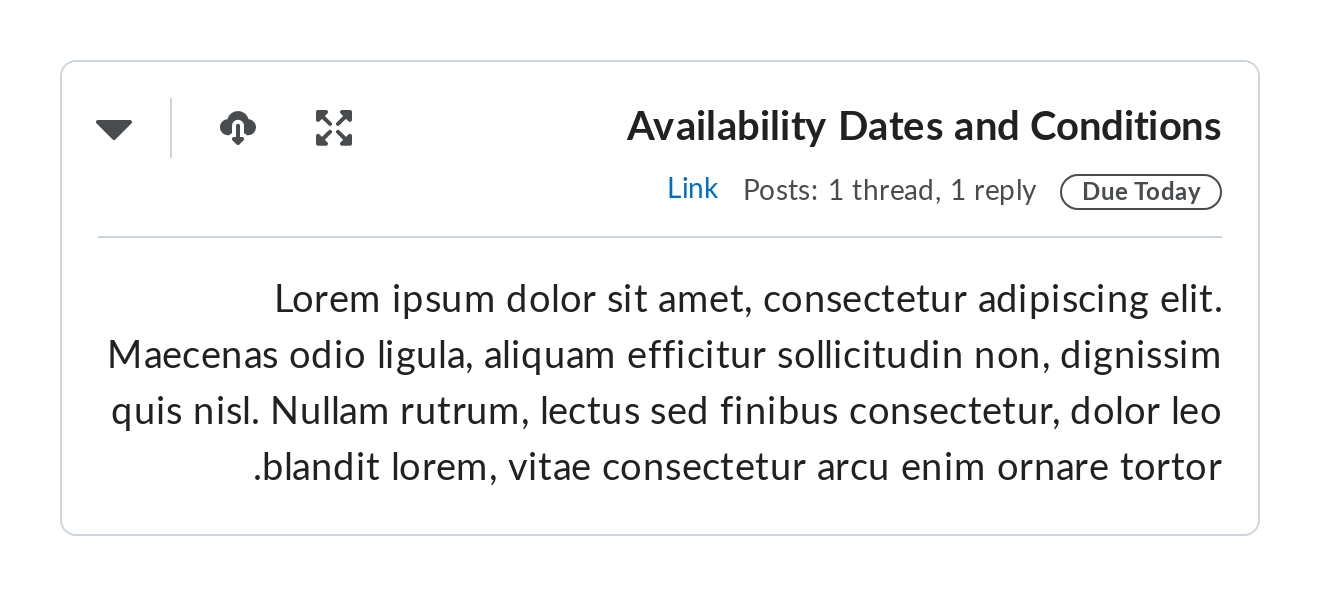 Availability Dates and Conditions
Due Today Posts: 1 thread, 1 reply Link
Lorem ipsum dolor sit amet, consectetur adipiscing elit.
Maecenas odio ligula, aliquam efficitur sollicitudin non, dignissim
quis nisl. Nullam rutrum, lectus sed finibus consectetur, dolor leo
.blandit lorem, vitae consectetur arcu enim ornare tortor